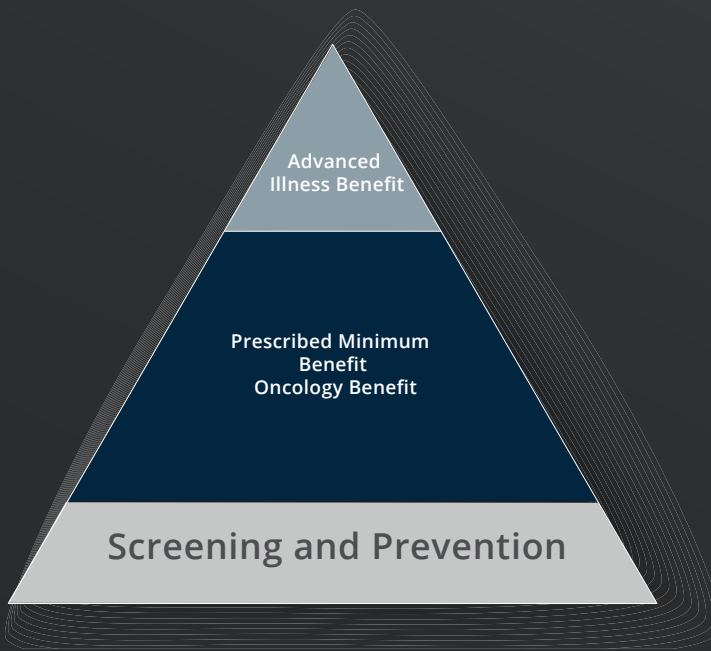 Advanced
Illness Benefit
Prescribed Minimum
Benefit
Oncology Benefit
Screening and Prevention